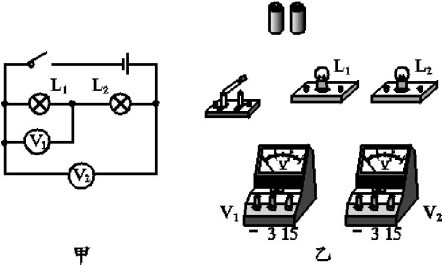 L₁ L₂
V₁
V₂
甲
L₁ L₂
V V
V₁ V₂
− 3 15 − 3 15
乙